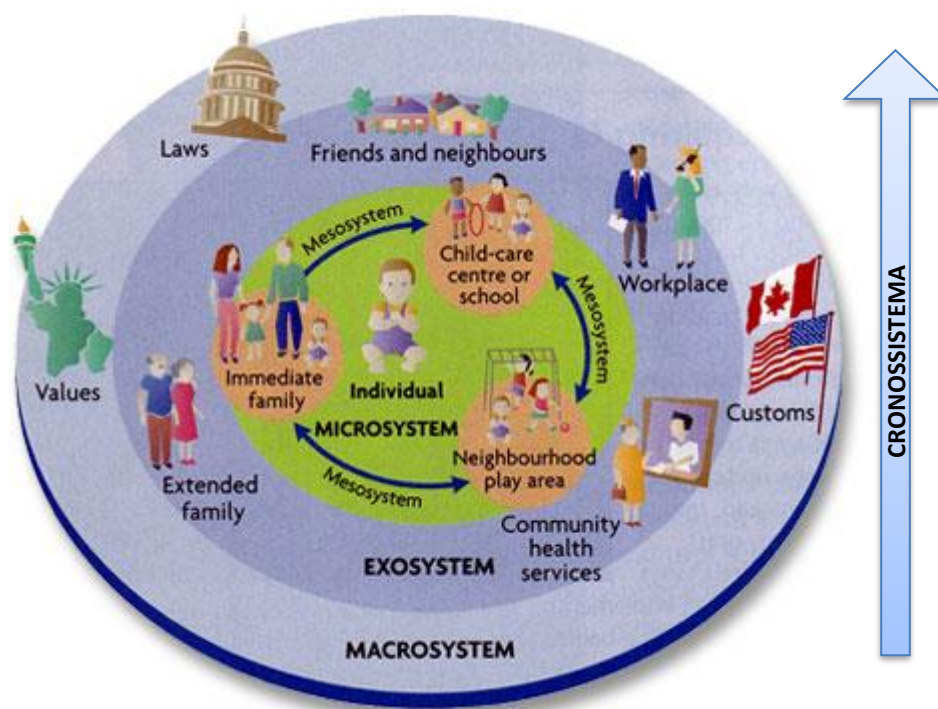 Laws
Friends and neighbours
Mesosystem
Child-care
centre or
school
Workplace
Mesosystem
Values
Immediate
family
Individual
MICROSYSTEM
Customs
Neighbourhood
play area
Mesosystem
Extended
family
Community
health
services
EXOSYSTEM
MACROSYSTEM
CRONOSSISTEMA